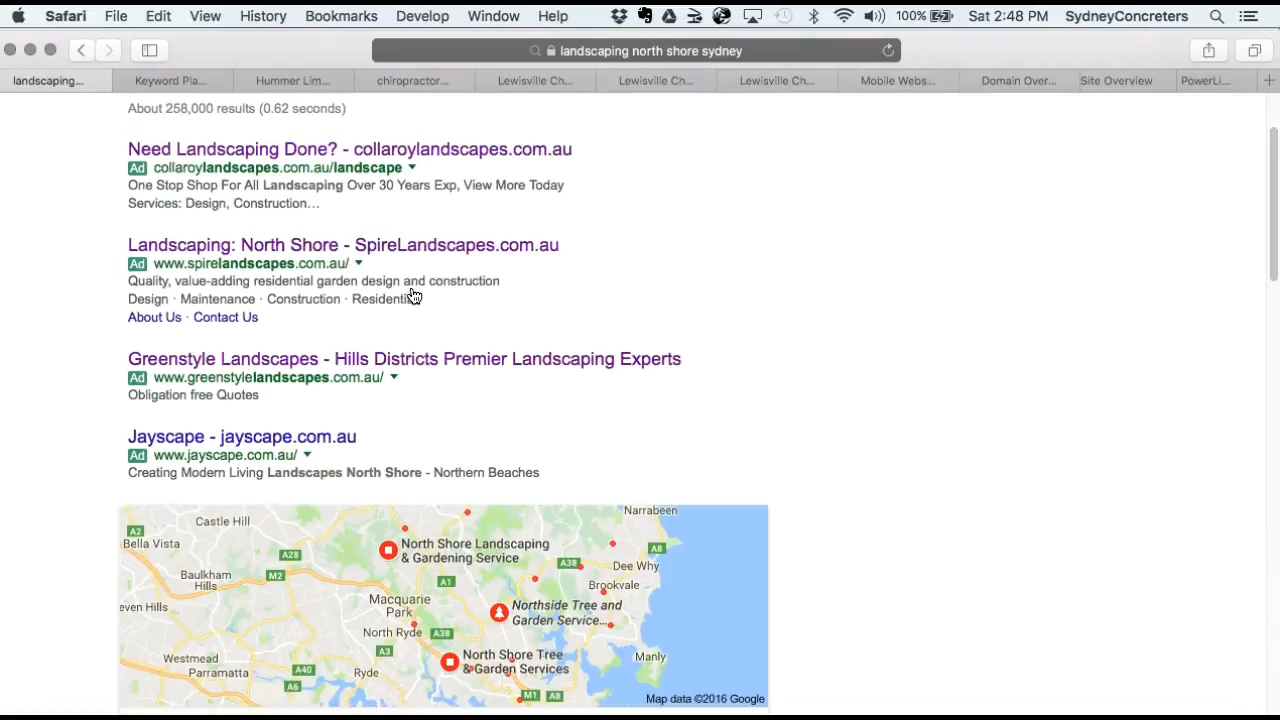 Safari File Edit View History Bookmarks Develop Window Help 100% Sat 2:48 PM SydneyConcreters
landscaping north shore sydney
landscaping... Keyword Pla... Hummer Lim... chiropractor... Lewisville Ch... Lewisville Ch... Lewisville Ch... Mobile Webs... Domain Over... Site Overview PowerLi...
About 258,000 results (0.62 seconds)
Need Landscaping Done? - collaroylandscapes.com.au
Ad collaroylandscapes.com.au/landscape
One Stop Shop For All Landscaping Over 30 Years Exp, View More Today
Services: Design, Construction...
Landscaping: North Shore - SpireLandscapes.com.au
Ad www.spirelandscapes.com.au/
Quality, value-adding residential garden design and construction
Design · Maintenance · Construction ·
About Us · Contact Us
Greenstyle Landscapes - Hills Districts Premier Landscaping Experts
Ad www.greenstylelandscapes.com.au/
Obligation free Quotes
Jayscape - jayscape.com.au
Ad www.jayscape.com.au/
Creating Modern Living Landscapes North Shore - Northern Beaches
Narrabeen
Castle Hill
A2
Bella Vista
North Shore Landscaping
& Gardening Service
A8
A28
M2
A38
Dee Why
Baulkham
Hills
A1
Brookvale
Macquarie
Park
even Hills
Northside Tree and
Garden Service...
North Ryde
A38
A3
North Shore Tree
& Garden Services
Manly
Westmead
Parramatta
A40
Ryde
A6
M1 A8
Map data ©2016 Google